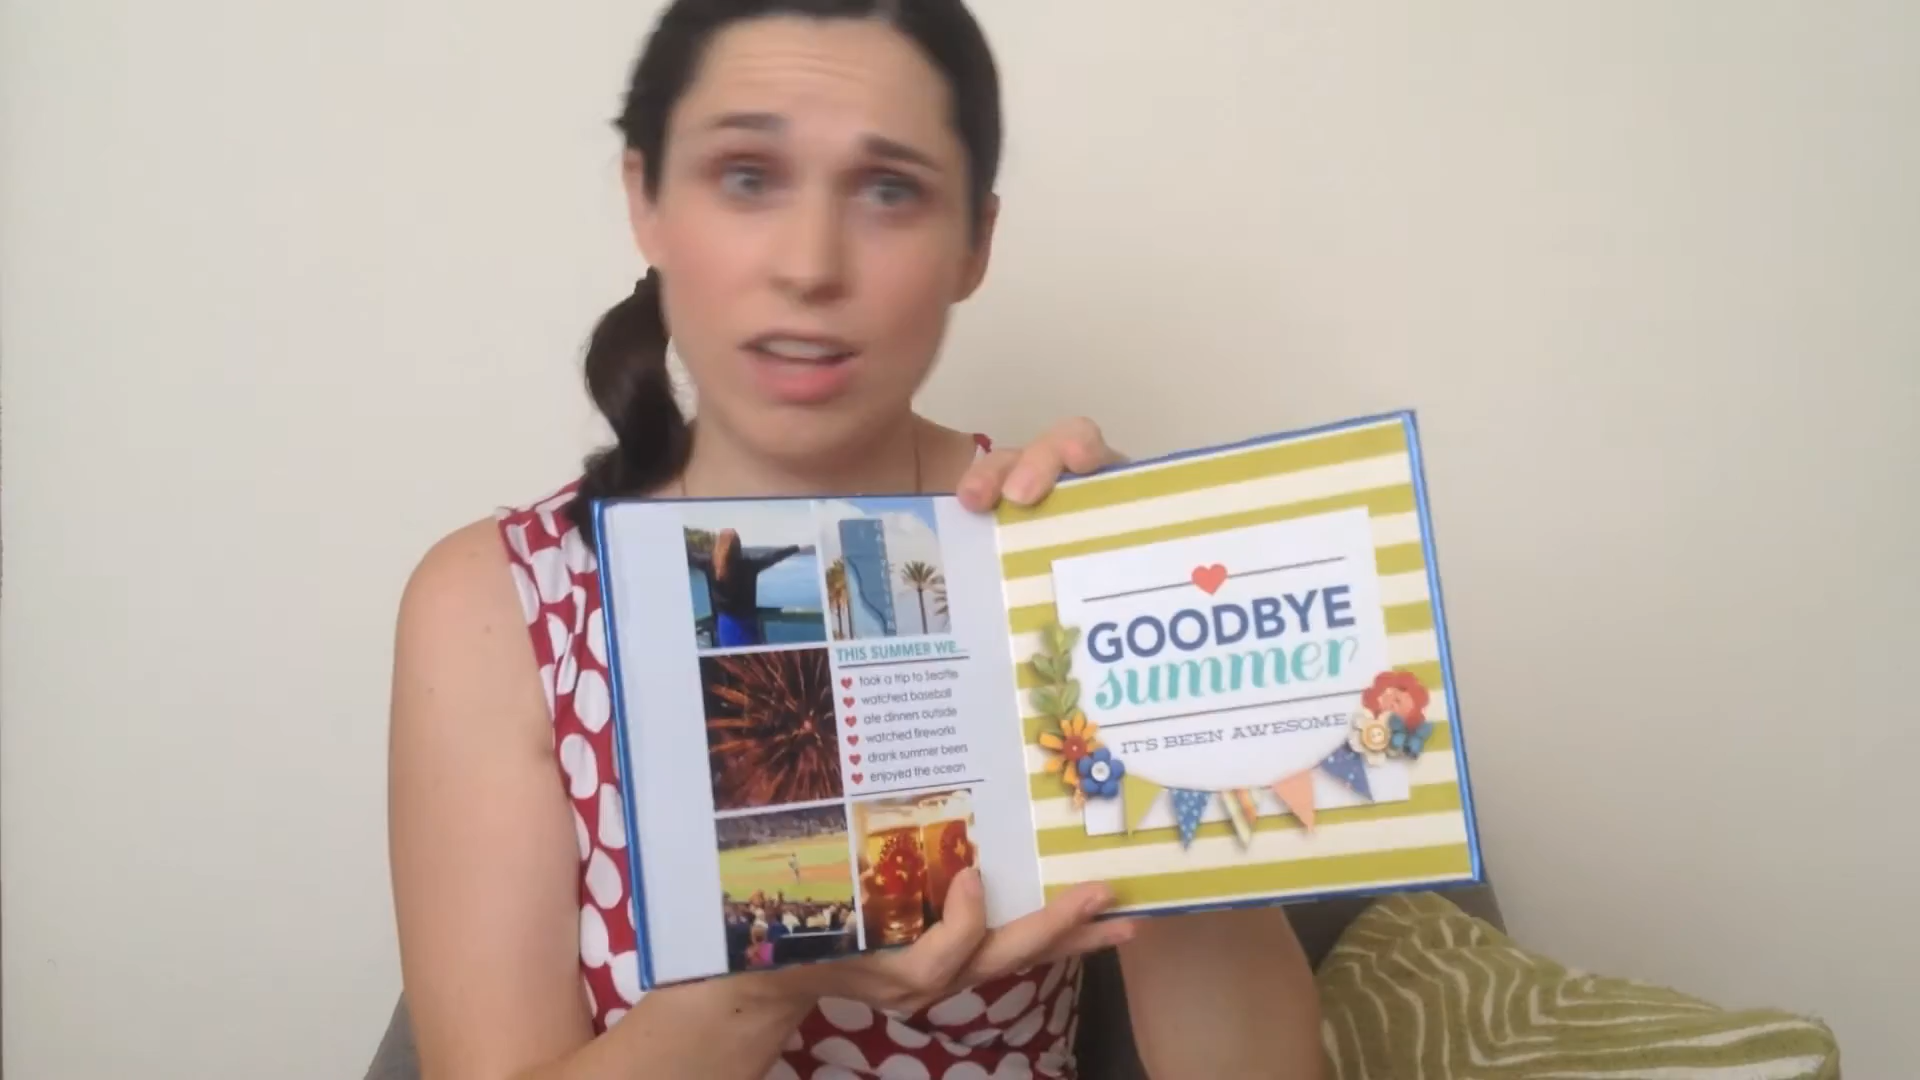 THIS SUMMER WE...
took a trip to Seattle
watched baseball
ate dinners outside
watched fireworks
drank summer beers
enjoyed the ocean
GOODBYE
summer
IT'S BEEN AWESOME